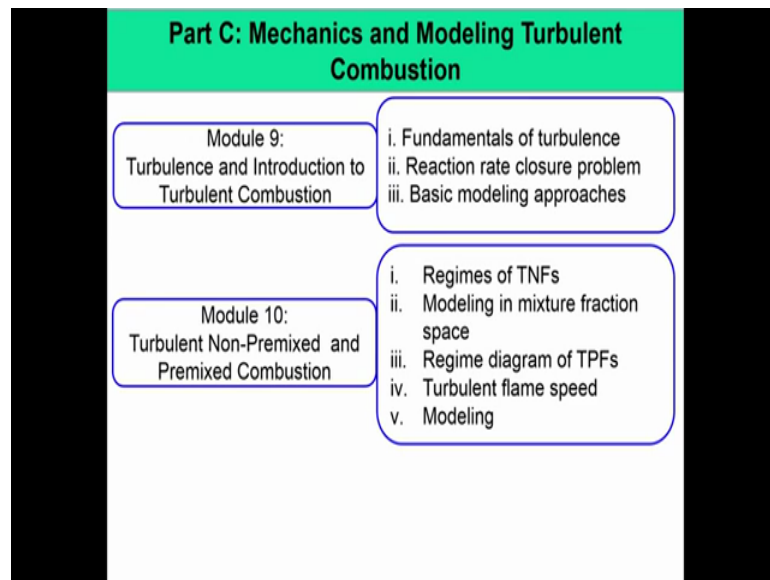 Part C: Mechanics and Modeling Turbulent
Combustion
Module 9:
Turbulence and Introduction to
Turbulent Combustion
i. Fundamentals of turbulence
ii. Reaction rate closure problem
iii. Basic modeling approaches
Module 10:
Turbulent Non-Premixed and
Premixed Combustion
i. Regimes of TNFs
ii. Modeling in mixture fraction
space
iii. Regime diagram of TPFs
iv. Turbulent flame speed
v. Modeling